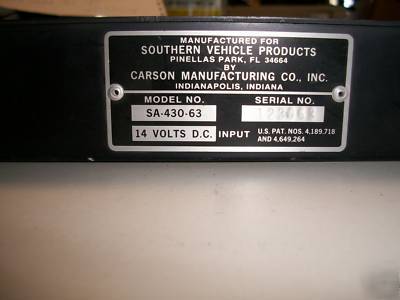 MANUFACTURED FOR
SOUTHERN VEHICLE PRODUCTS
PINELLAS PARK, FL 34664
BY
CARSON MANUFACTURING CO., INC.
INDIANAPOLIS, INDIANA
MODEL NO. SERIAL NO.
SA-430-63
14 VOLTS D.C. INPUT U.S. PAT. NOS. 4,189,718
AND 4,649,264